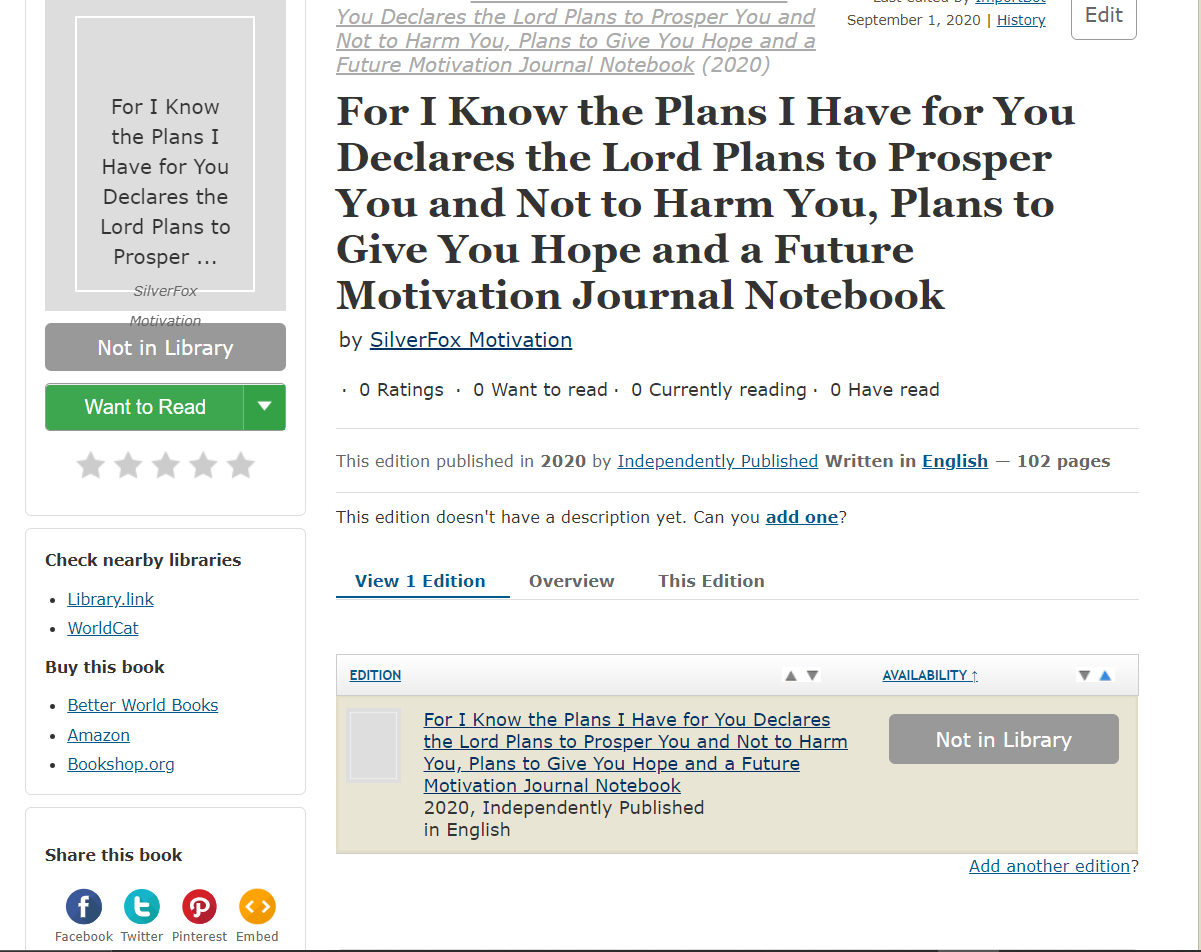 For I Know
the Plans I
Have for You
Declares the
Lord Plans to
Prosper ...
SilverFox
Motivation
Not in Library
Want to Read
Check nearby libraries
Library.link
WorldCat
Buy this book
Better World Books
Amazon
Bookshop.org
Share this book
Facebook Twitter Pinterest Embed
You Declares the Lord Plans to Prosper You and
Not to Harm You, Plans to Give You Hope and a
Future Motivation Journal Notebook (2020)
Last edited by ImportBot
September 1, 2020 | History
Edit
For I Know the Plans I Have for You
Declares the Lord Plans to Prosper
You and Not to Harm You, Plans to
Give You Hope and a Future
Motivation Journal Notebook
by SilverFox Motivation
· 0 Ratings · 0 Want to read · 0 Currently reading · 0 Have read
This edition published in 2020 by Independently Published Written in English — 102 pages
This edition doesn't have a description yet. Can you add one?
View 1 Edition Overview This Edition
EDITION ▲ ▼ AVAILABILITY ↑ ▼ ▲
For I Know the Plans I Have for You Declares
the Lord Plans to Prosper You and Not to Harm
You, Plans to Give You Hope and a Future
Motivation Journal Notebook
2020, Independently Published
in English
Not in Library
Add another edition?